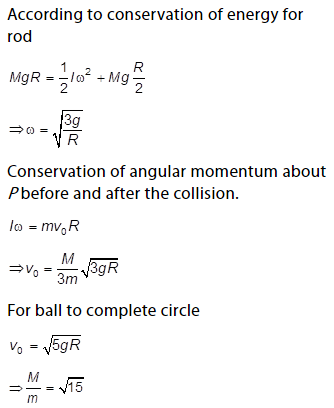 According to conservation of energy for
rod
MgR = 1/2 Iω² + Mg R/2
⇒ ω = √(3g/R)
Conservation of angular momentum about
P before and after the collision.
Iω = mv₀R
⇒ v₀ = M/3m √3gR
For ball to complete circle
v₀ = √5gR
⇒ M/m = √15